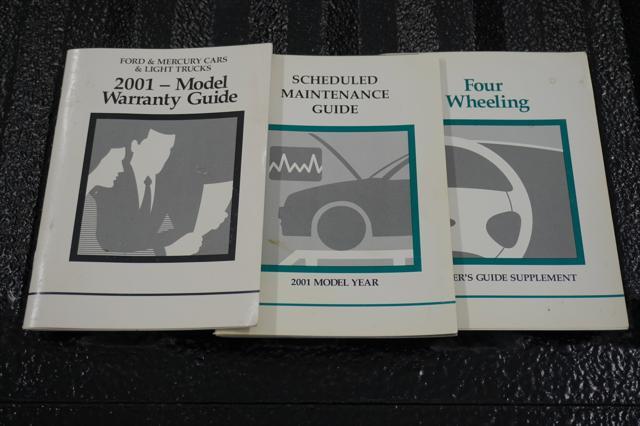 FORD & MERCURY CARS
& LIGHT TRUCKS
2001 – Model
Warranty Guide
SCHEDULED
MAINTENANCE
GUIDE
2001 MODEL YEAR
Four
Wheeling
ER'S GUIDE SUPPLEMENT